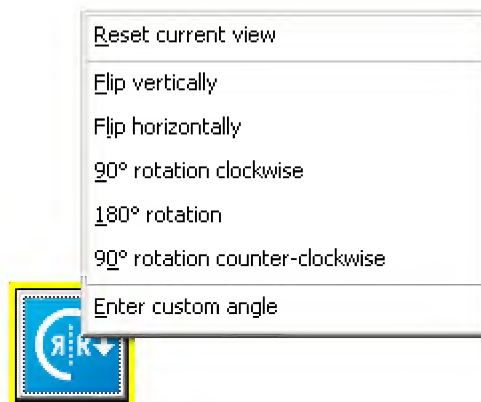 Reset current view
Flip vertically
Flip horizontally
90° rotation clockwise
180° rotation
90° rotation counter-clockwise
Enter custom angle
ЯR